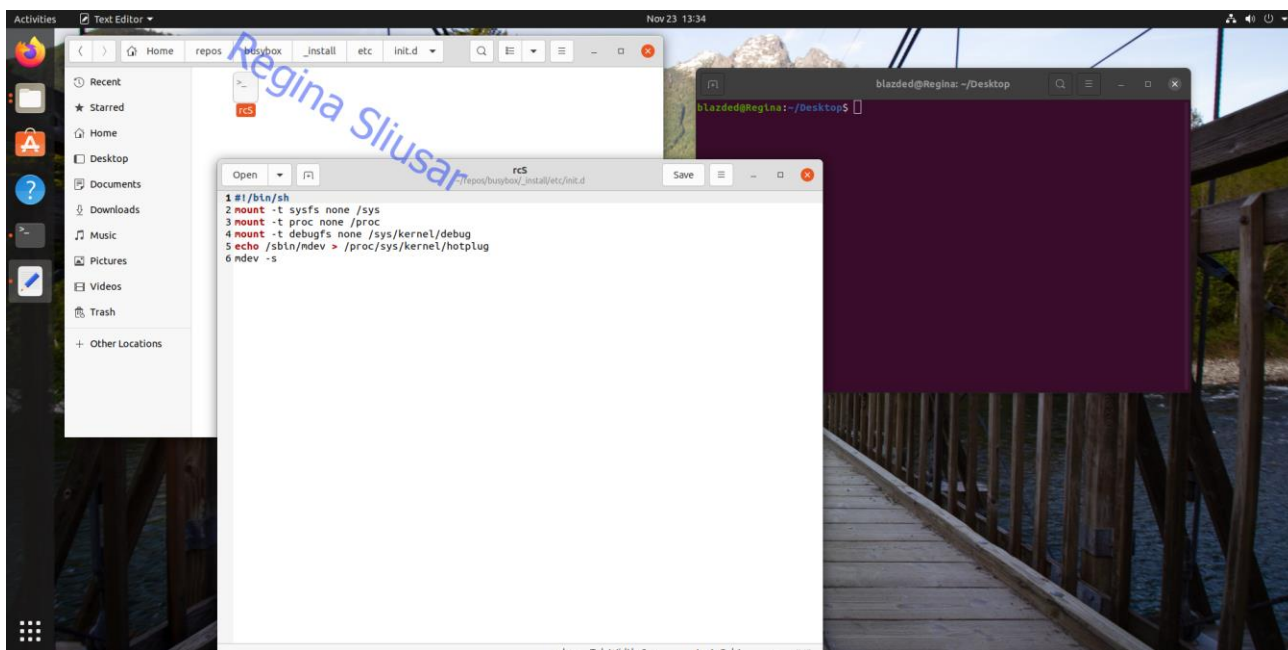 Activities Text Editor Nov 23 13:34
Home repos busybox _install etc init.d
Recent
Starred
Home
Desktop
Documents
Downloads
Music
Pictures
Videos
Trash
+ Other Locations
>_
rcS
Regina Sliusar
blazded@Regina: ~/Desktop
blazded@Regina:~/Desktop$
Open rcS Save
~/repos/busybox/_install/etc/init.d
1 #!/bin/sh
2 mount -t sysfs none /sys
3 mount -t proc none /proc
4 mount -t debugfs none /sys/kernel/debug
5 echo /sbin/mdev > /proc/sys/kernel/hotplug
6 mdev -s